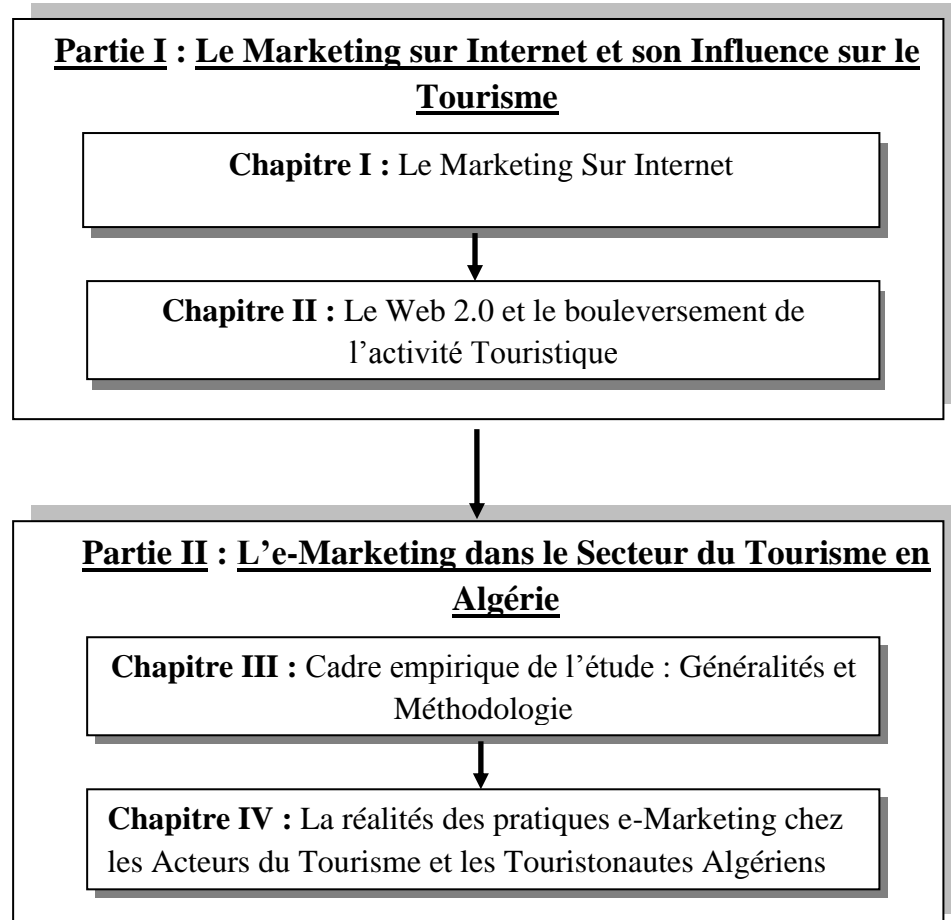 Partie I : Le Marketing sur Internet et son Influence sur le
Tourisme
Chapitre I : Le Marketing Sur Internet
Chapitre II : Le Web 2.0 et le bouleversement de
l’activité Touristique
Partie II : L’e-Marketing dans le Secteur du Tourisme en
Algérie
Chapitre III : Cadre empirique de l’étude : Généralités et
Méthodologie
Chapitre IV : La réalités des pratiques e-Marketing chez
les Acteurs du Tourisme et les Touristonautes Algériens